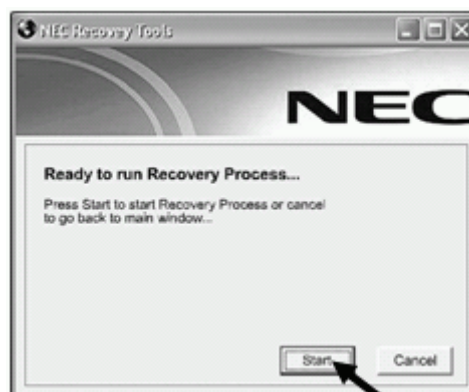 NEC Recovery Tools
NEC
Ready to run Recovery Process...
Press Start to start Recovery Process or cancel
to go back to main window...
Start
Cancel